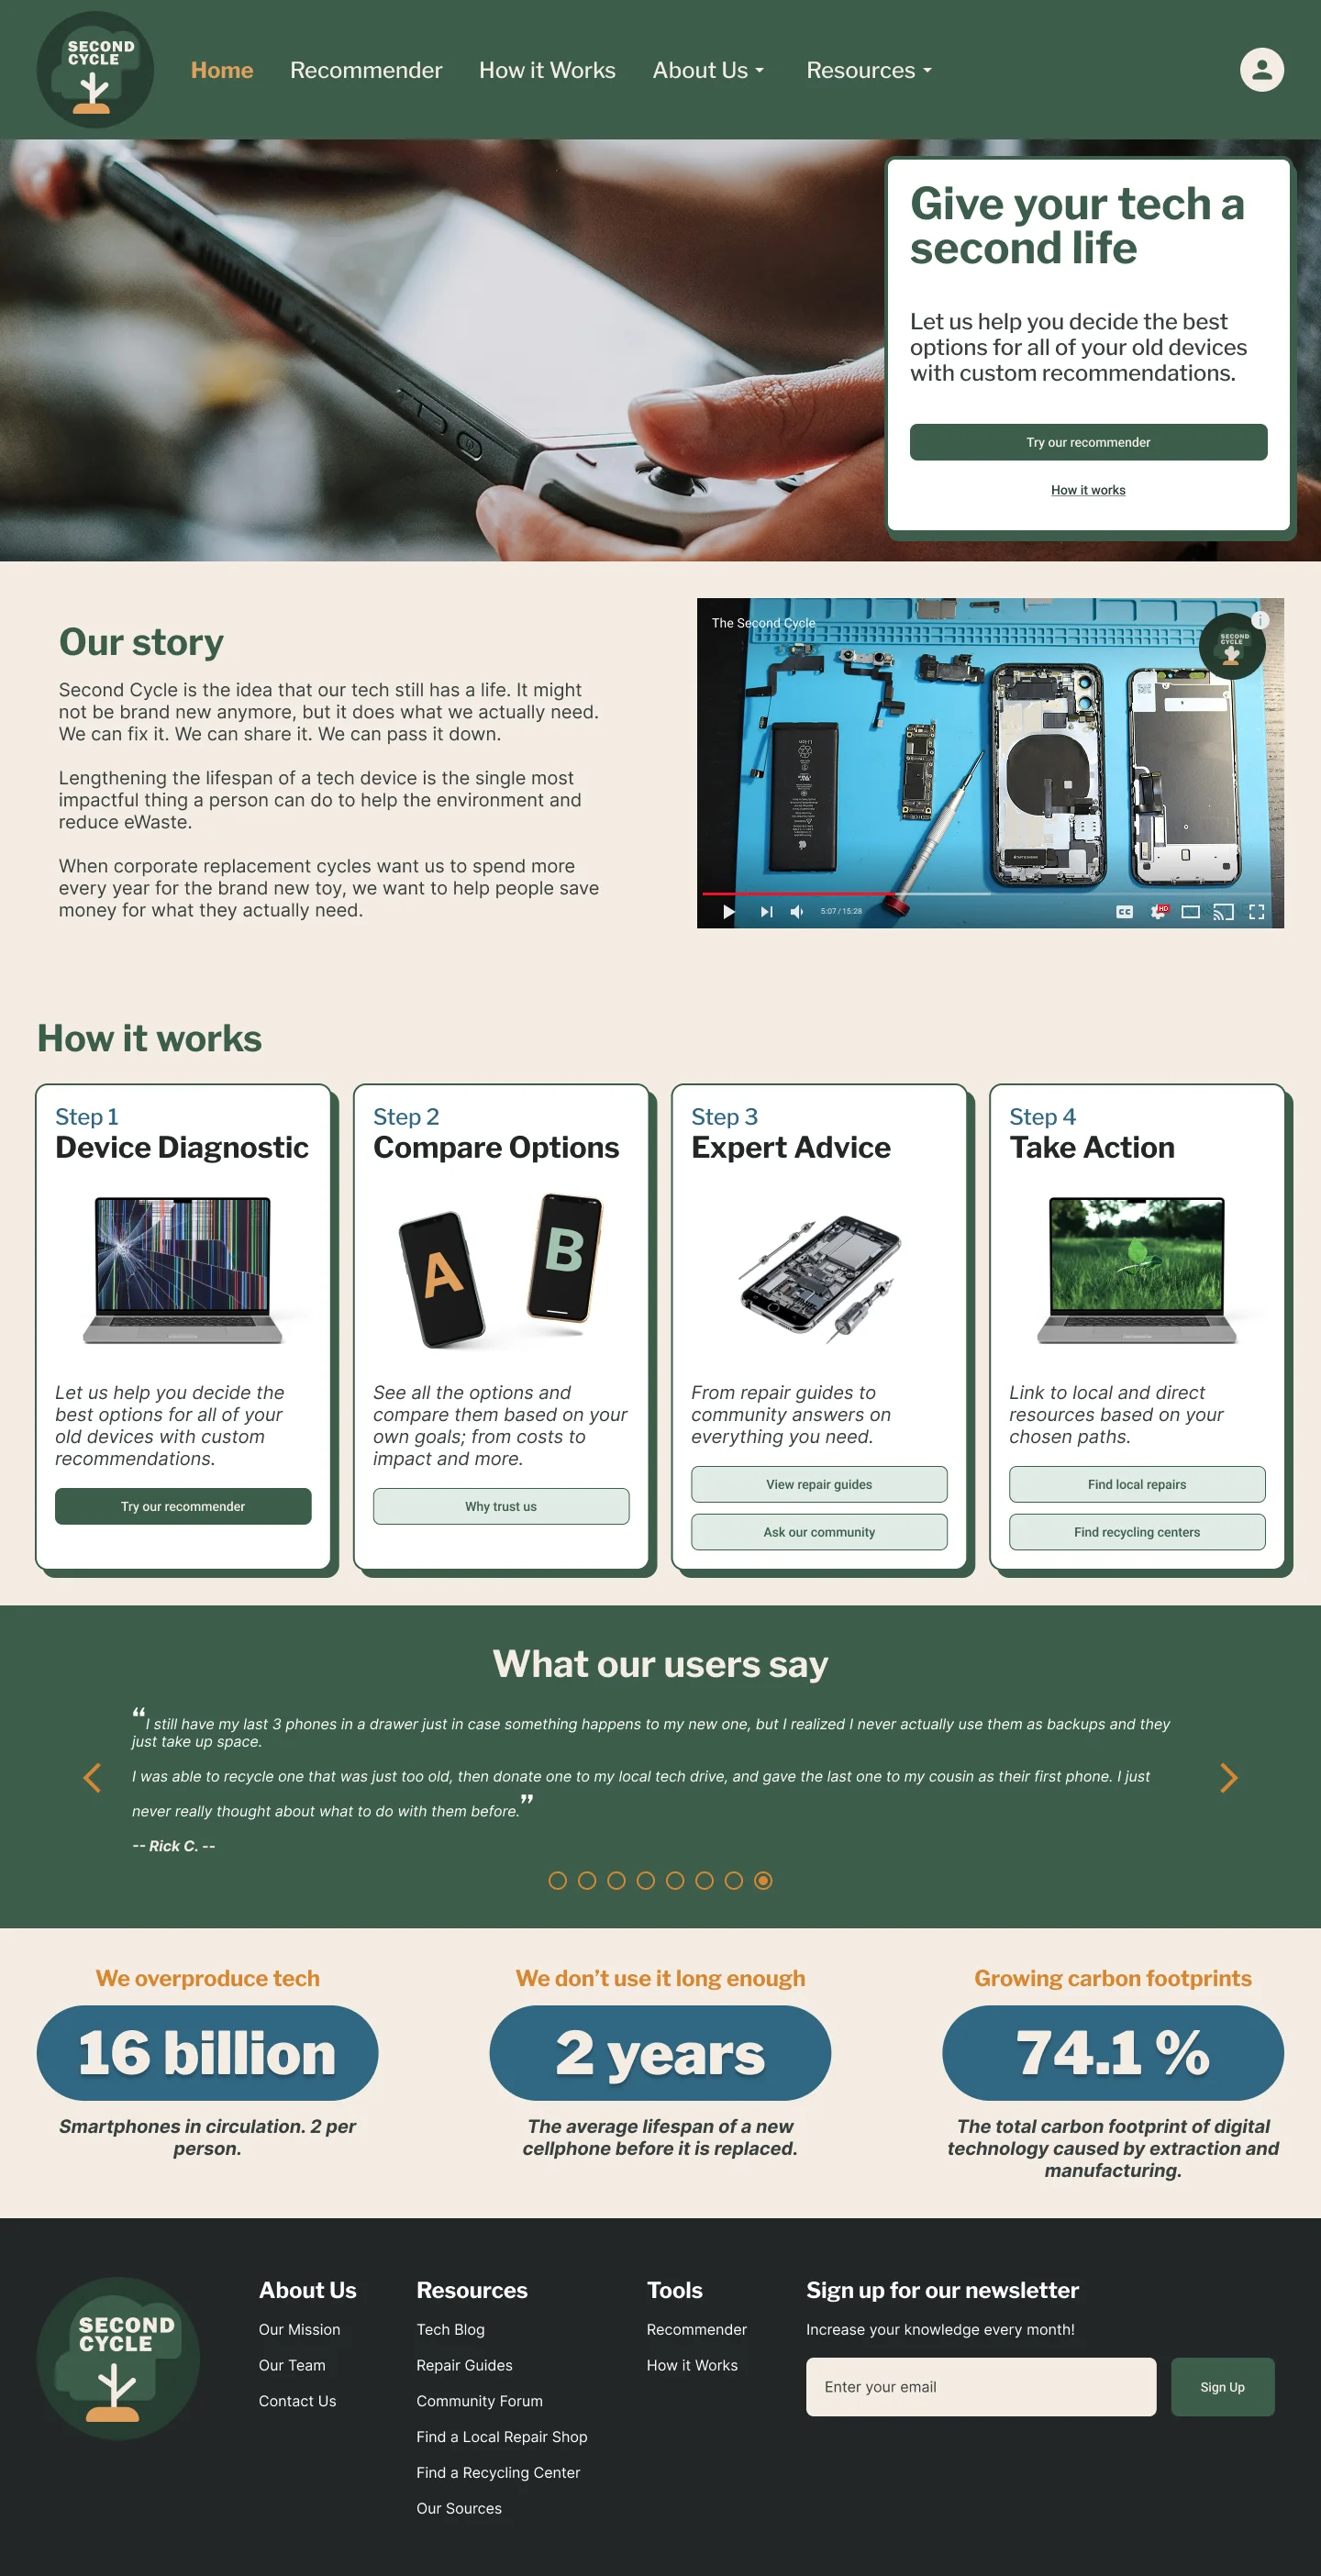 SECOND
CYCLE
Home
Recommender
How it Works
About Us
Resources
Give your tech a
second life
Let us help you decide the best
options for all of your old devices
with custom recommendations.
Try our recommender
How it works
Our story
Second Cycle is the idea that our tech still has a life. It might
not be brand new anymore, but it does what we actually need.
We can fix it. We can share it. We can pass it down.
Lengthening the lifespan of a tech device is the single most
impactful thing a person can do to help the environment and
reduce eWaste.
When corporate replacement cycles want us to spend more
every year for the brand new toy, we want to help people save
money for what they actually need.
The Second Cycle
i
SECOND
CYCLE
5:07 / 15:28
CC
HD
How it works
Step 1
Device Diagnostic
Let us help you decide the
best options for all of your
old devices with custom
recommendations.
Try our recommender
Step 2
Compare Options
A
B
See all the options and
compare them based on your
own goals; from costs to
impact and more.
Why trust us
Step 3
Expert Advice
From repair guides to
community answers on
everything you need.
View repair guides
Ask our community
Step 4
Take Action
Link to local and direct
resources based on your
chosen paths.
Find local repairs
Find recycling centers
What our users say
“I still have my last 3 phones in a drawer just in case something happens to my new one, but I realized I never actually use them as backups and they
just take up space.
I was able to recycle one that was just too old, then donate one to my local tech drive, and gave the last one to my cousin as their first phone. I just
never really thought about what to do with them before.”
-- Rick C. --
We overproduce tech
16 billion
Smartphones in circulation. 2 per
person.
We don’t use it long enough
2 years
The average lifespan of a new
cellphone before it is replaced.
Growing carbon footprints
74.1 %
The total carbon footprint of digital
technology caused by extraction and
manufacturing.
SECOND
CYCLE
About Us
Our Mission
Our Team
Contact Us
Resources
Tech Blog
Repair Guides
Community Forum
Find a Local Repair Shop
Find a Recycling Center
Our Sources
Tools
Recommender
How it Works
Sign up for our newsletter
Increase your knowledge every month!
Enter your email
Sign Up